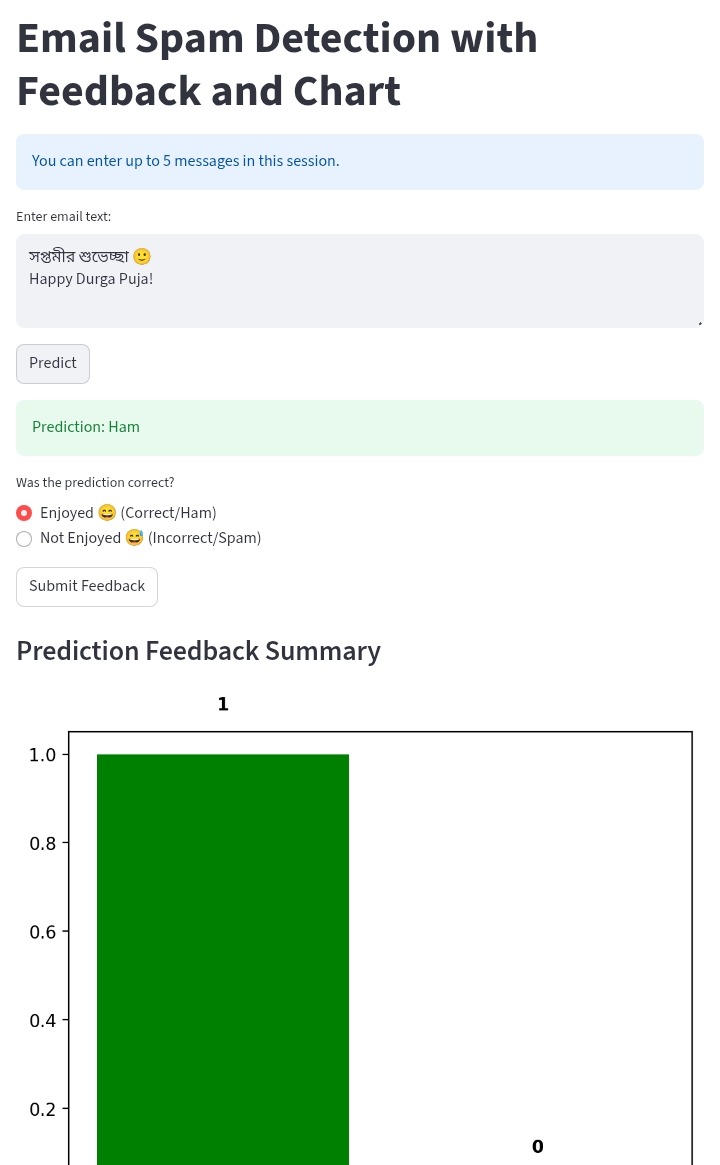 Email Spam Detection with
Feedback and Chart
You can enter up to 5 messages in this session.
Enter email text:
সপ্তমীর শুভেচ্ছা 🙂
Happy Durga Puja!
Predict
Prediction: Ham
Was the prediction correct?
Enjoyed 😄 (Correct/Ham)
Not Enjoyed 😅 (Incorrect/Spam)
Submit Feedback
Prediction Feedback Summary
1
1.0
0.8
0.6
0.4
0.2
0